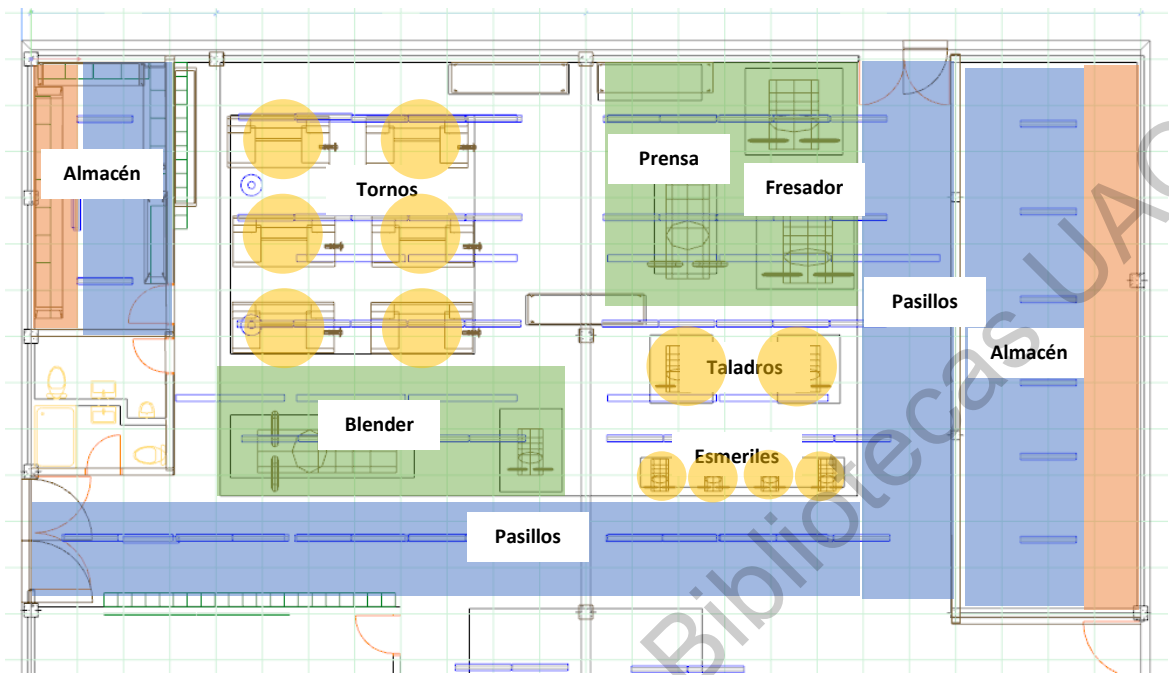 Almacén
Tornos
Prensa
Fresador
Pasillos
Almacén
Taladros
Blender
Esmeriles
Pasillos
Bibliotecas UAQ